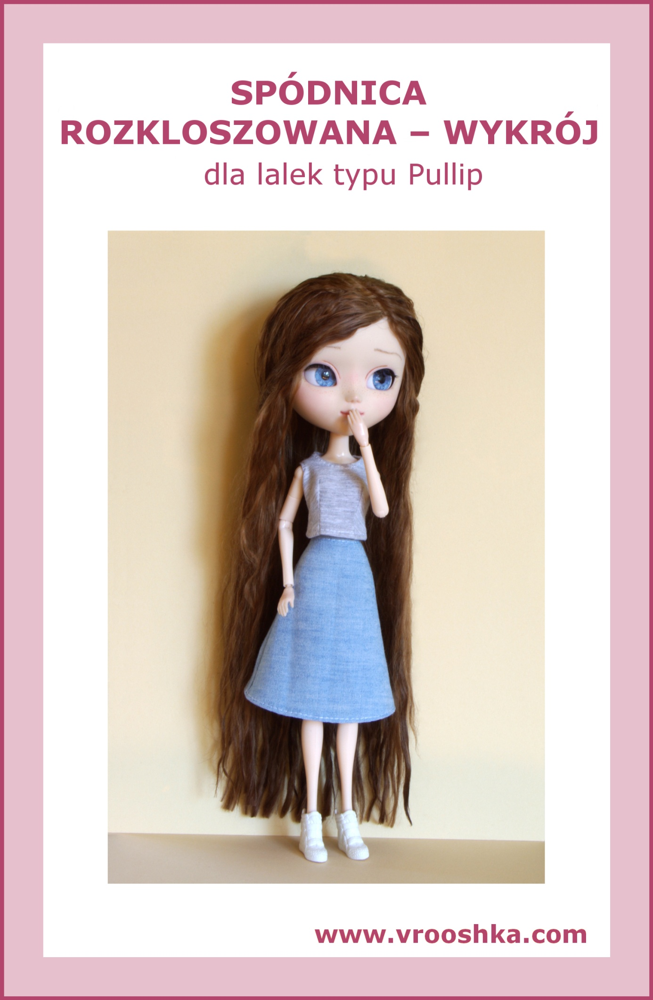 SPÓDNICA
ROZKLOSZOWANA – WYKRÓJ
dla lalek typu Pullip
www.vrooshka.com